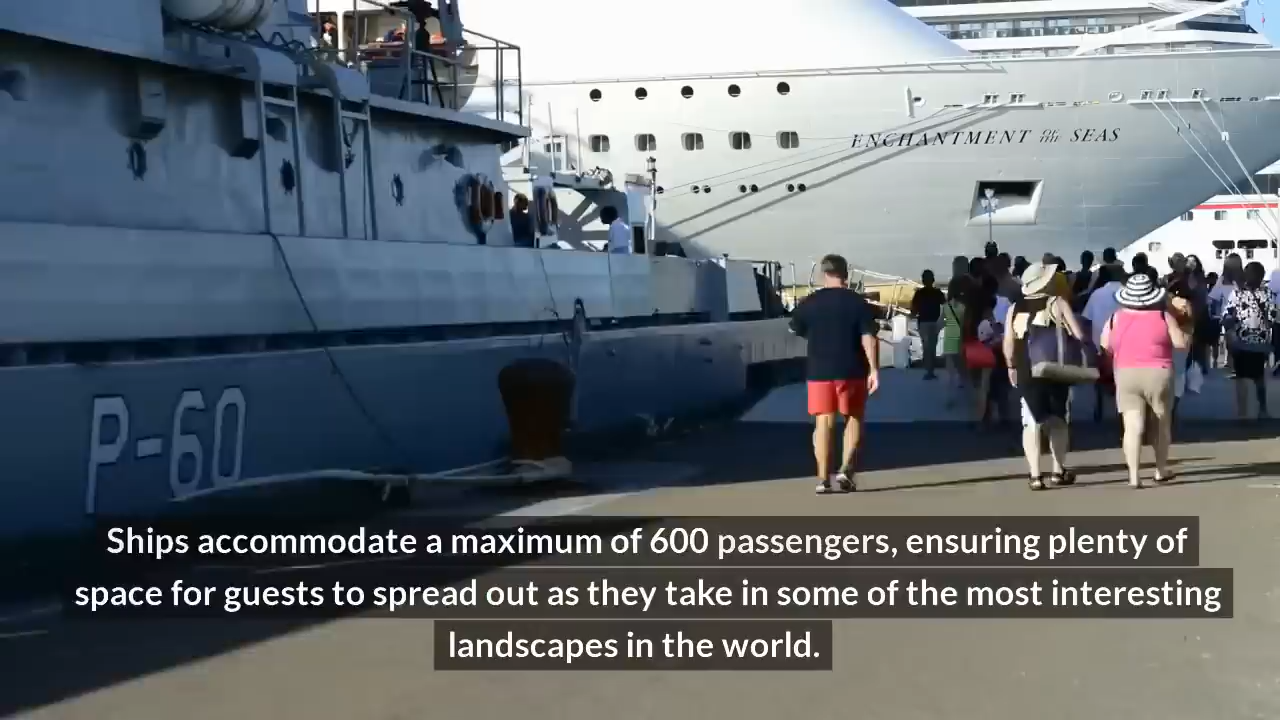 ENCHANTMENT OF THE SEAS
P-60
Ships accommodate a maximum of 600 passengers, ensuring plenty of
space for guests to spread out as they take in some of the most interesting
landscapes in the world.